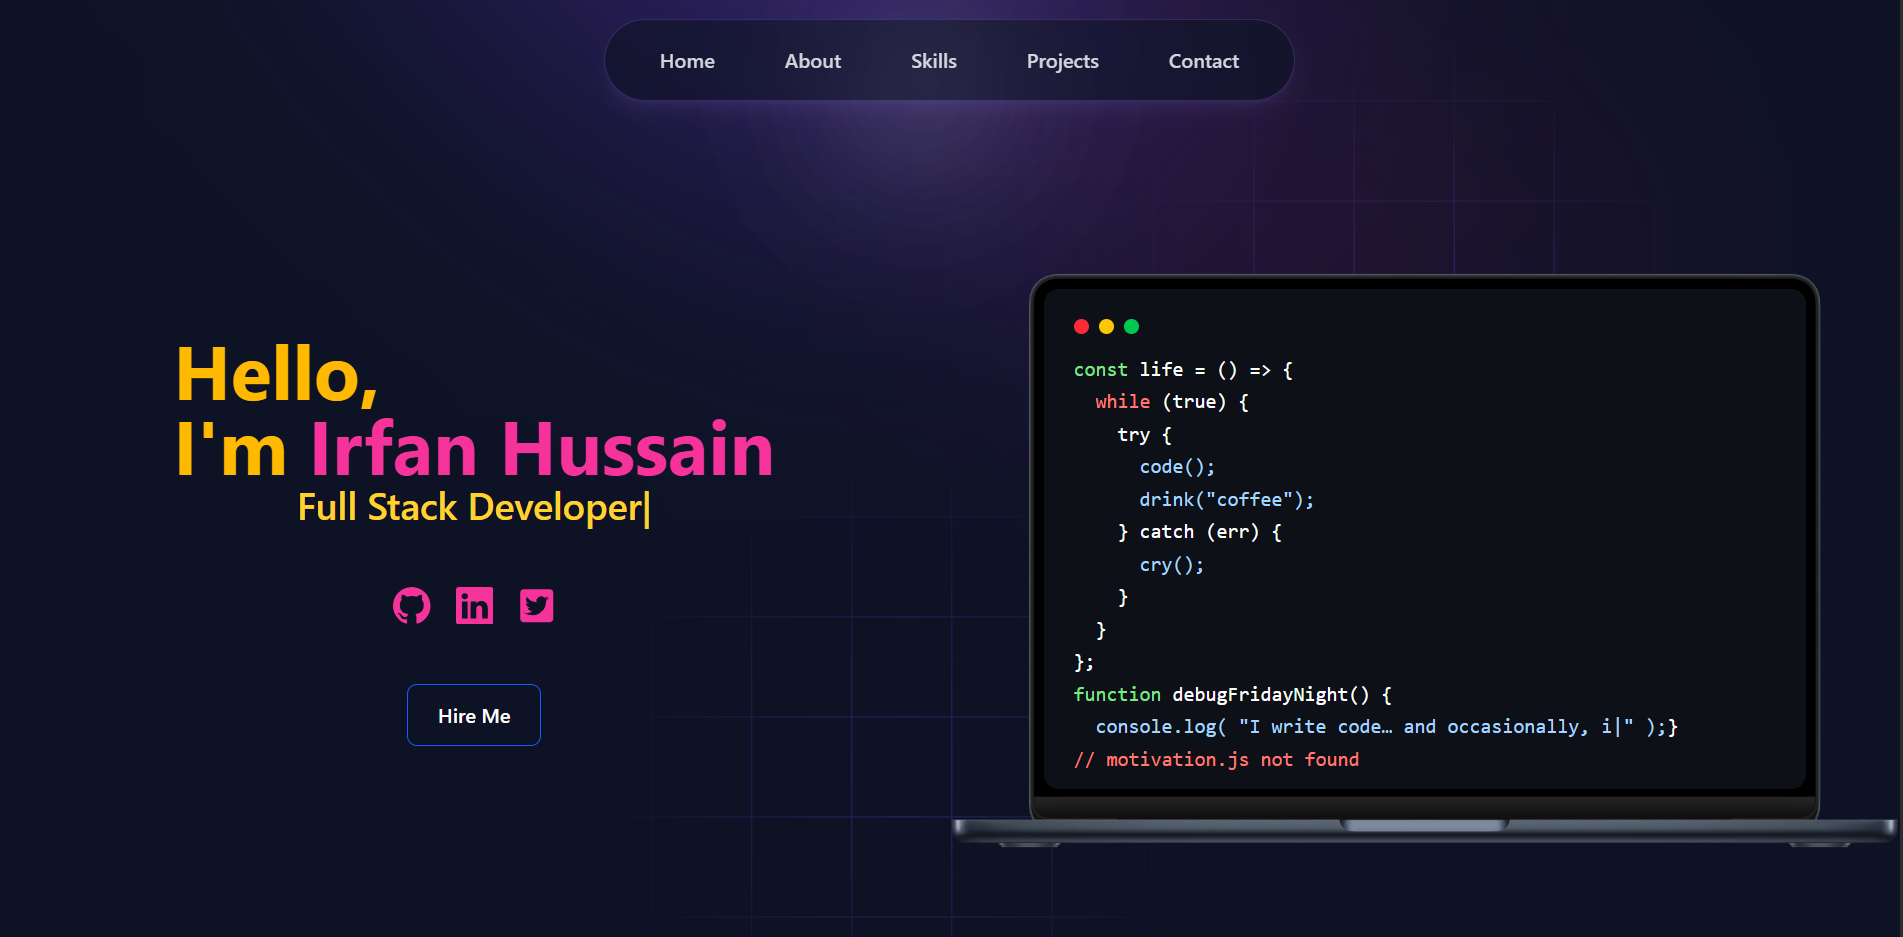 Home About Skills Projects Contact
Hello,
I'm Irfan Hussain
Full Stack Developer|
Hire Me
const life = () => {
  while (true) {
    try {
      code();
      drink("coffee");
    } catch (err) {
      cry();
    }
  }
};
function debugFridayNight() {
  console.log( "I write code… and occasionally, i|" );}
// motivation.js not found